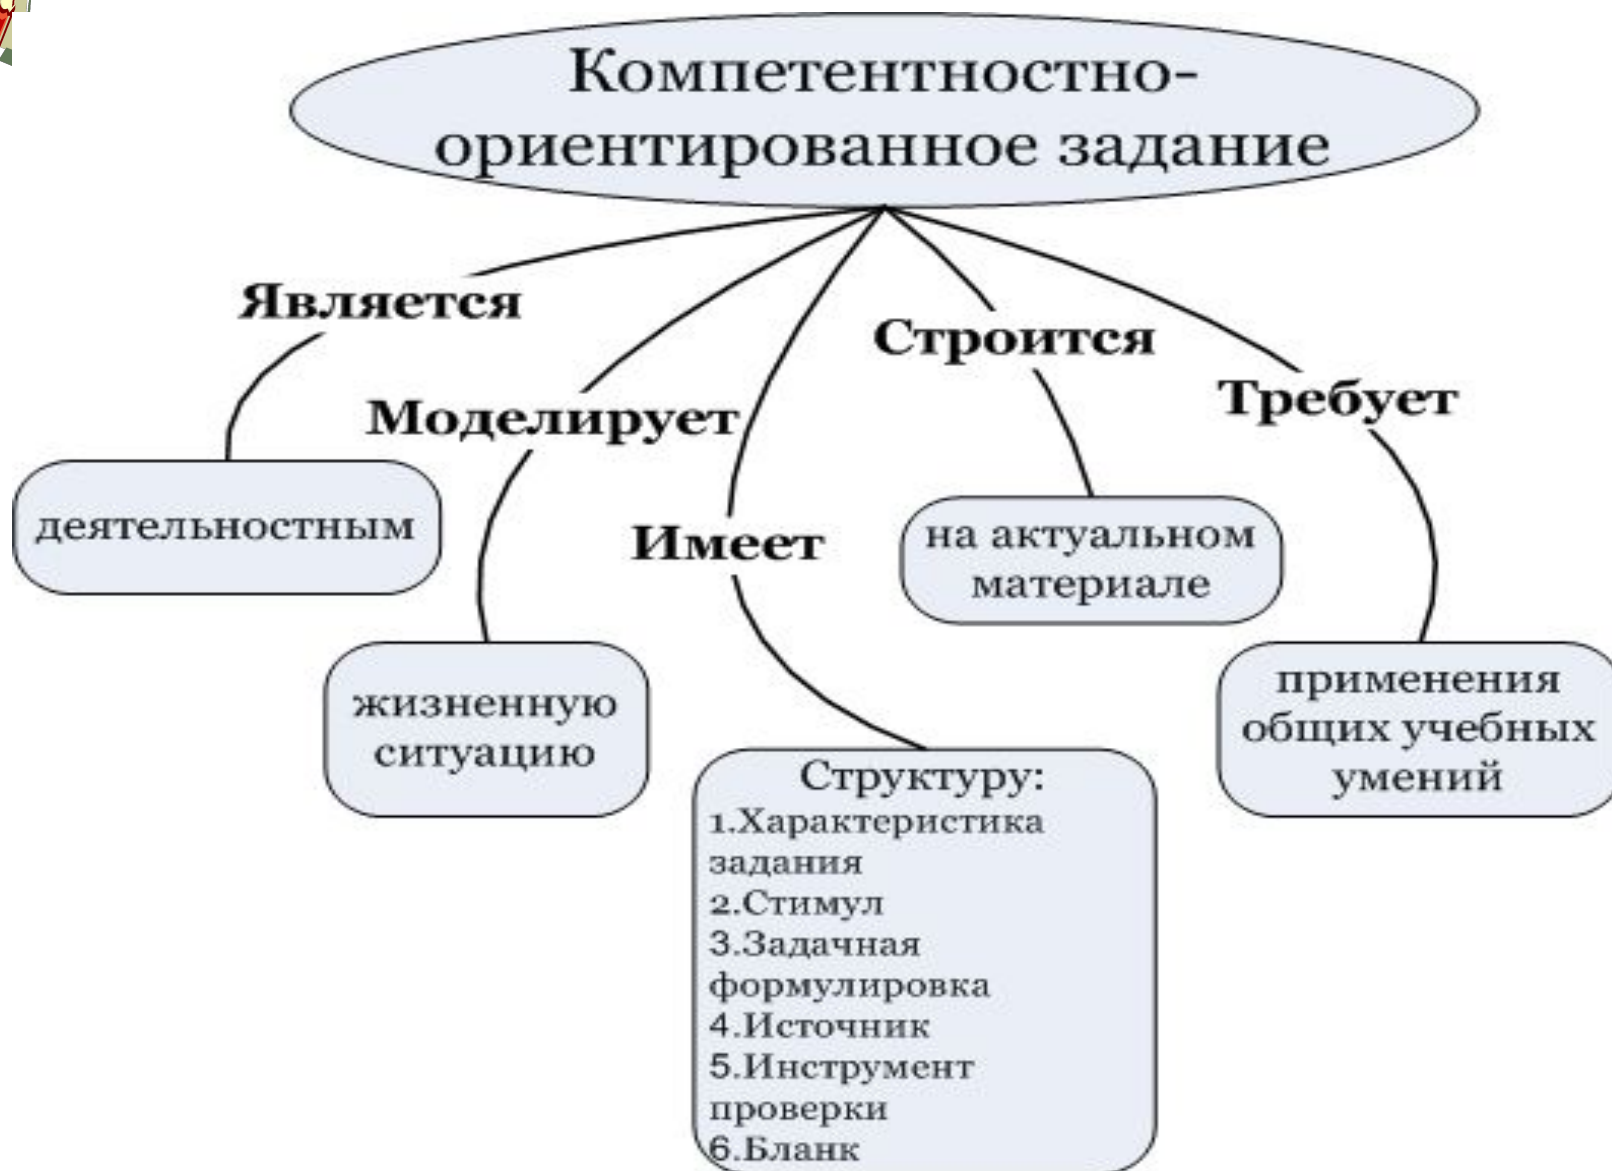 Компетентностно-
ориентированное задание
Является
деятельностным
Моделирует
жизненную
ситуацию
Имеет
Структуру:
1.Характеристика
задания
2.Стимул
3.Задачная
формулировка
4.Источник
5.Инструмент
проверки
6.Бланк
Строится
на актуальном
материале
Требует
применения
общих учебных
умений